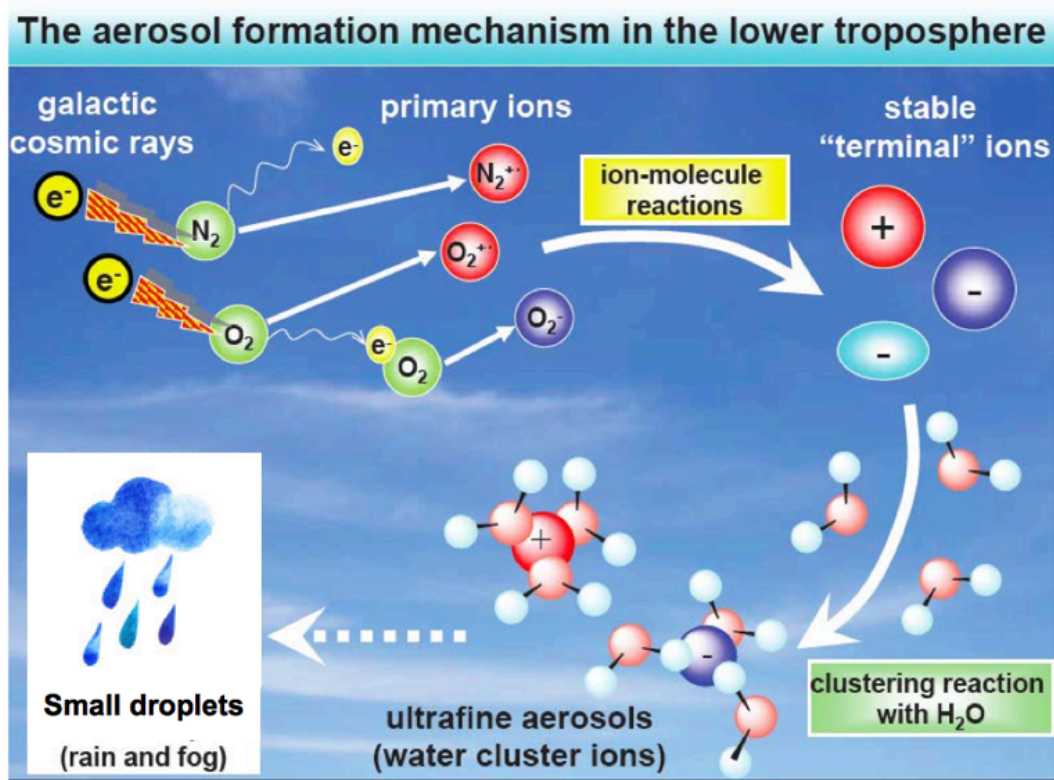 The aerosol formation mechanism in the lower troposphere
galactic
cosmic rays
primary ions
stable
"terminal" ions
e⁻
e⁻
N₂⁺·
ion-molecule
reactions
e⁻
N₂
+
O₂⁺·
-
e⁻
O₂
O₂⁻
e⁻
O₂
-
+
-
Small droplets
(rain and fog)
ultrafine aerosols
(water cluster ions)
clustering reaction
with H₂O